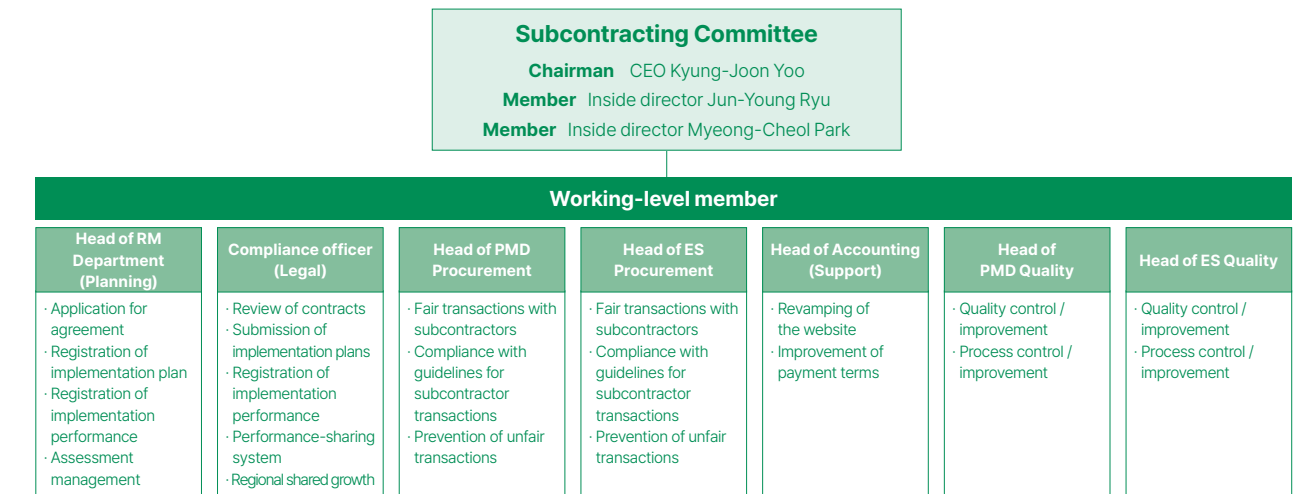 Subcontracting Committee
Chairman CEO Kyung-Joon Yoo
Member Inside director Jun-Young Ryu
Member Inside director Myeong-Cheol Park
Working-level member
Head of RM
Department
(Planning)
· Application for
agreement
· Registration of
implementation plan
· Registration of
implementation
performance
· Assessment
management
Compliance officer
(Legal)
· Review of contracts
· Submission of
implementation plans
· Registration of
implementation
performance
· Performance-sharing
system
· Regional shared growth
Head of PMD
Procurement
· Fair transactions with
subcontractors
· Compliance with
guidelines for
subcontractor
transactions
· Prevention of unfair
transactions
Head of ES
Procurement
· Fair transactions with
subcontractors
· Compliance with
guidelines for
subcontractor
transactions
· Prevention of unfair
transactions
Head of Accounting
(Support)
· Revamping of
the website
· Improvement of
payment terms
Head of
PMD Quality
· Quality control /
improvement
· Process control /
improvement
Head of ES Quality
· Quality control /
improvement
· Process control /
improvement